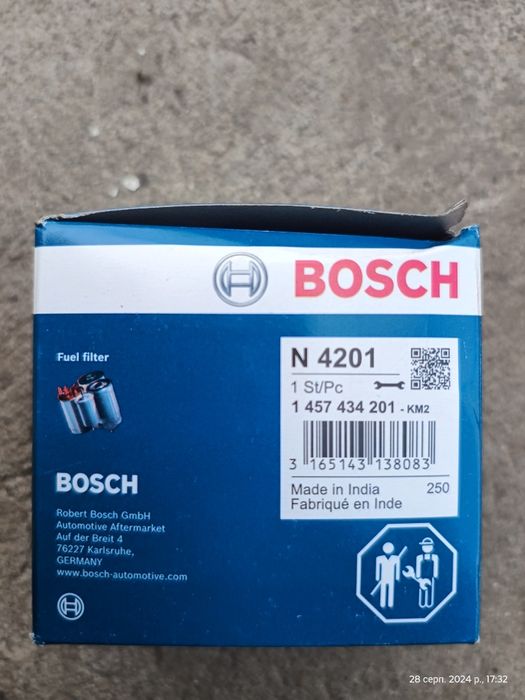 BOSCH
Fuel filter
N 4201
1 St/Pc
1 457 434 201 - KM2
3 165143 138083
Made in India 250
Fabriqué en Inde
BOSCH
Robert Bosch GmbH
Automotive Aftermarket
Auf der Breit 4
76227 Karlsruhe,
GERMANY
www.bosch-automotive.com
28 серп. 2024 р., 17:32